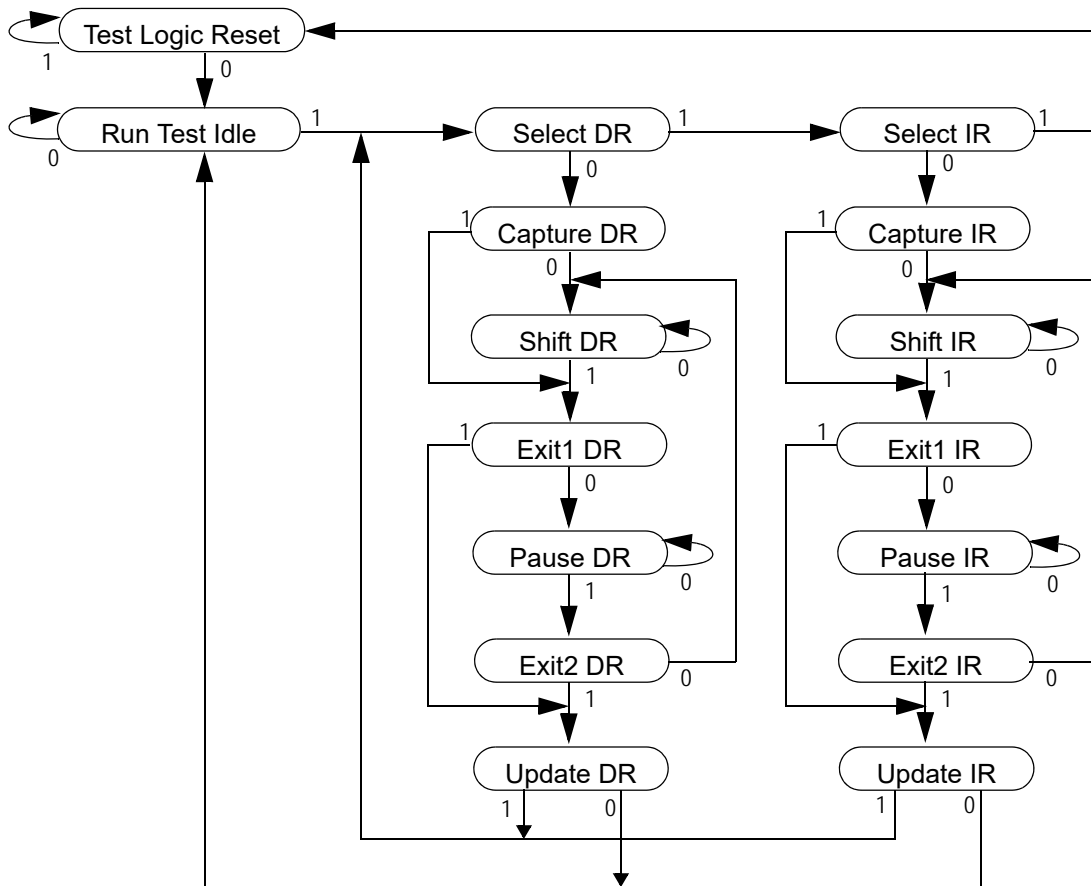 Test Logic Reset
1
0
Run Test Idle
1
Select DR
1
Select IR
1
0
0
0
1
Capture DR
1
Capture IR
0
0
Shift DR
Shift IR
1
0
1
0
1
Exit1 DR
1
Exit1 IR
0
0
Pause DR
Pause IR
1
0
1
0
Exit2 DR
Exit2 IR
0
0
1
1
Update DR
Update IR
1
0
1
0